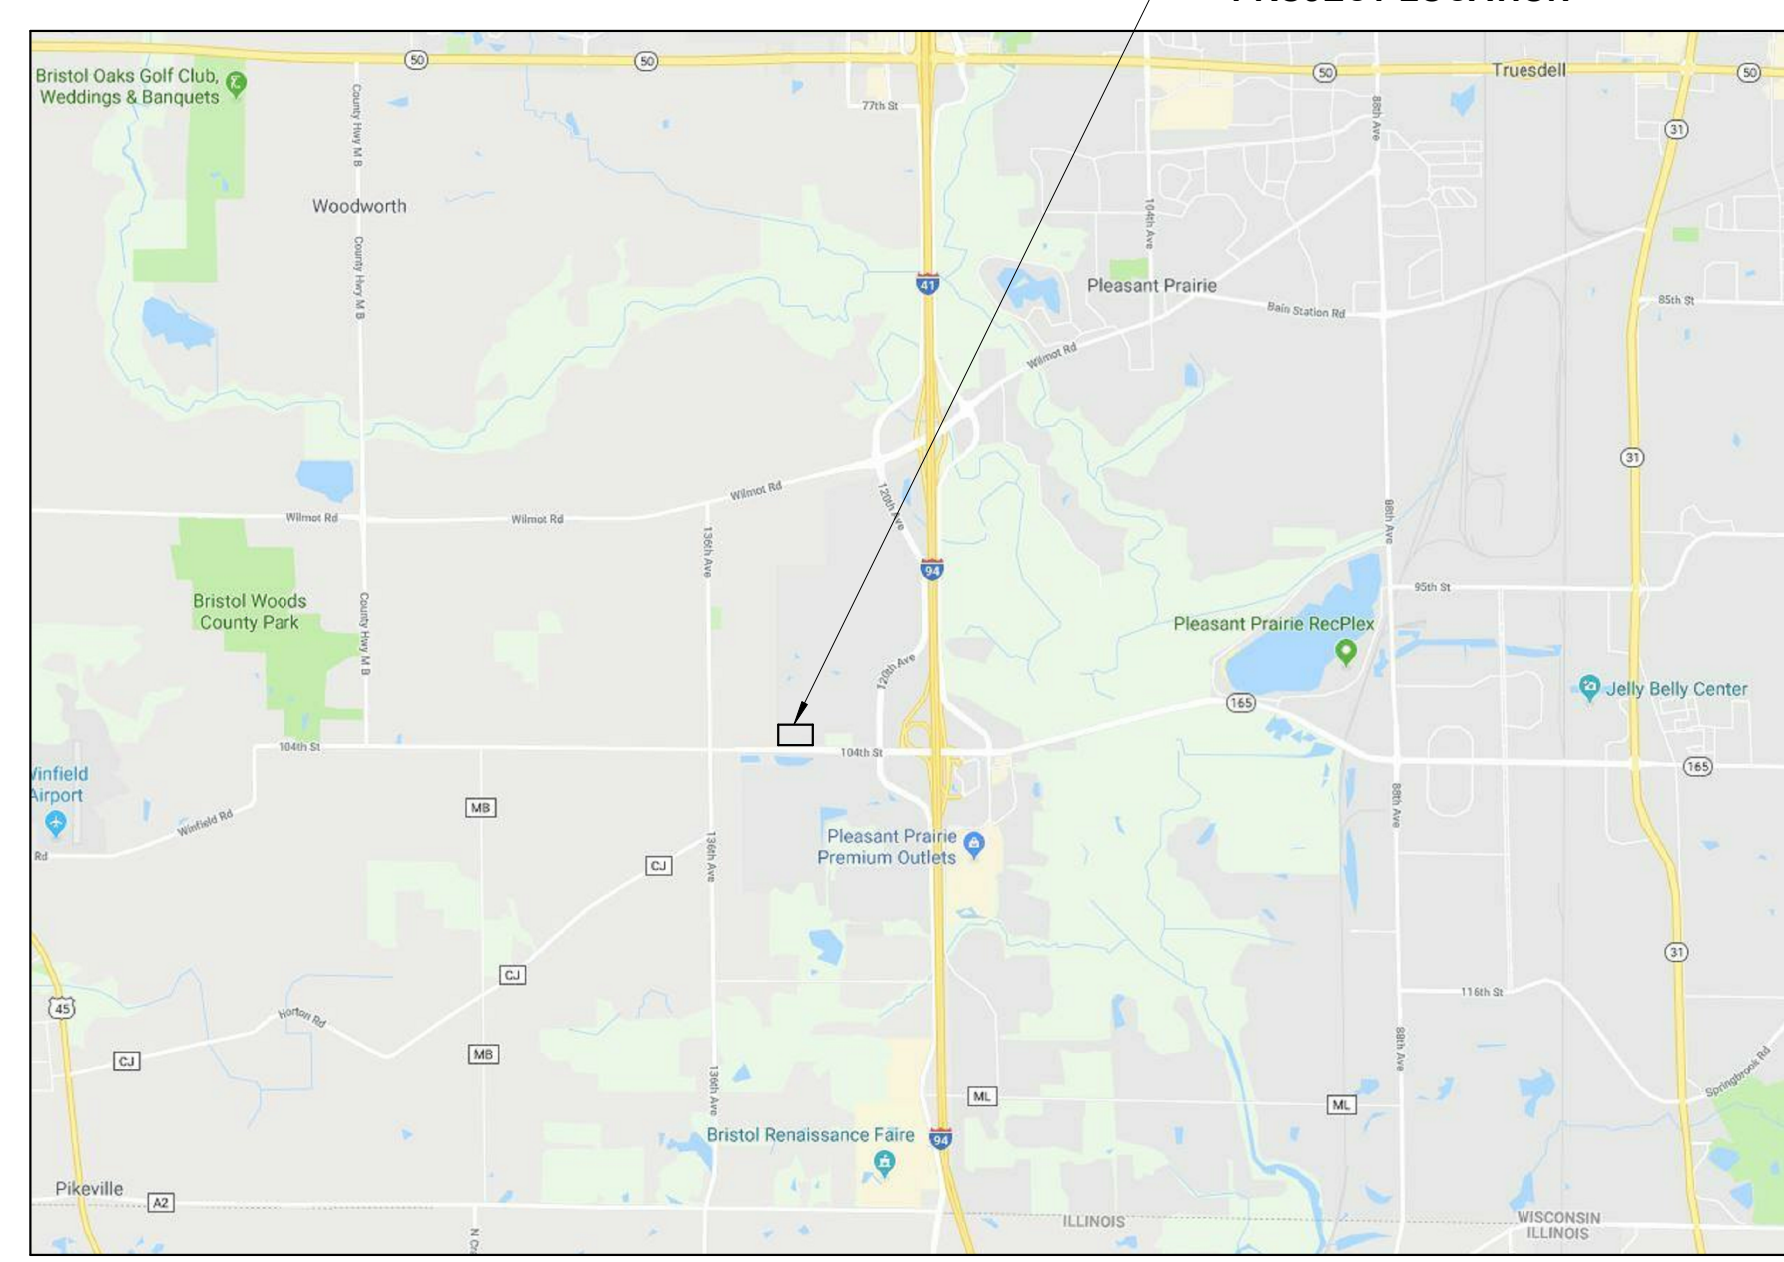 PROJECT LOCATION
50
50
50
Truesdell
50
Bristol Oaks Golf Club,
Weddings & Banquets
County Hwy M B
77th St
88th Ave
31
Woodworth
104th Ave
County Hwy M B
41
Pleasant Prairie
Bain Station Rd
85th St
Wilmot Rd
31
Wilmot Rd
Wilmot Rd
Wilmot Rd
120th Ave
88th Ave
136th Ave
94
95th St
Bristol Woods
County Park
County Hwy M B
Pleasant Prairie RecPlex
120th Ave
165
Jelly Belly Center
104th St
104th St
165
Winfield
Airport
MB
Winfield Rd
88th Ave
Rd
CJ
136th Ave
Pleasant Prairie
Premium Outlets
31
CJ
116th St
45
Horton Rd
CJ
MB
88th Ave
Springbrook Rd
136th Ave
ML
ML
Bristol Renaissance Faire
94
Pikeville
A2
ILLINOIS
WISCONSIN
ILLINOIS